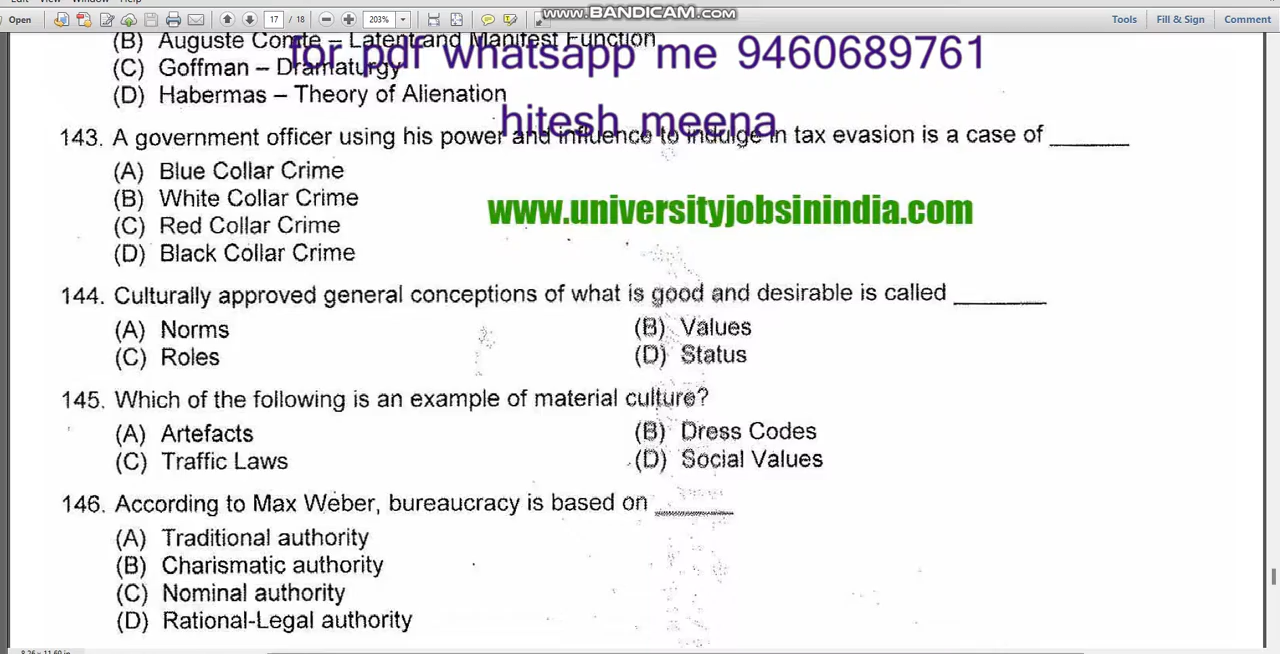 Open
17 / 18
203%
WWW.BANDICAM.COM
Tools
Fill & Sign
Comment
(B) Auguste Comte – Latent and Manifest Function
for pdf whatsapp me 9460689761
(C) Goffman – Dramaturgy
(D) Habermas – Theory of Alienation
hitesh meena
143. A government officer using his power and influence to indulge in tax evasion is a case of ______
(A) Blue Collar Crime
(B) White Collar Crime
www.universityjobsinindia.com
(C) Red Collar Crime
(D) Black Collar Crime
144. Culturally approved general conceptions of what is good and desirable is called ______
(A) Norms
(B) Values
(C) Roles
(D) Status
145. Which of the following is an example of material culture?
(A) Artefacts
(B) Dress Codes
(C) Traffic Laws
(D) Social Values
146. According to Max Weber, bureaucracy is based on ______
(A) Traditional authority
(B) Charismatic authority
(C) Nominal authority
(D) Rational-Legal authority